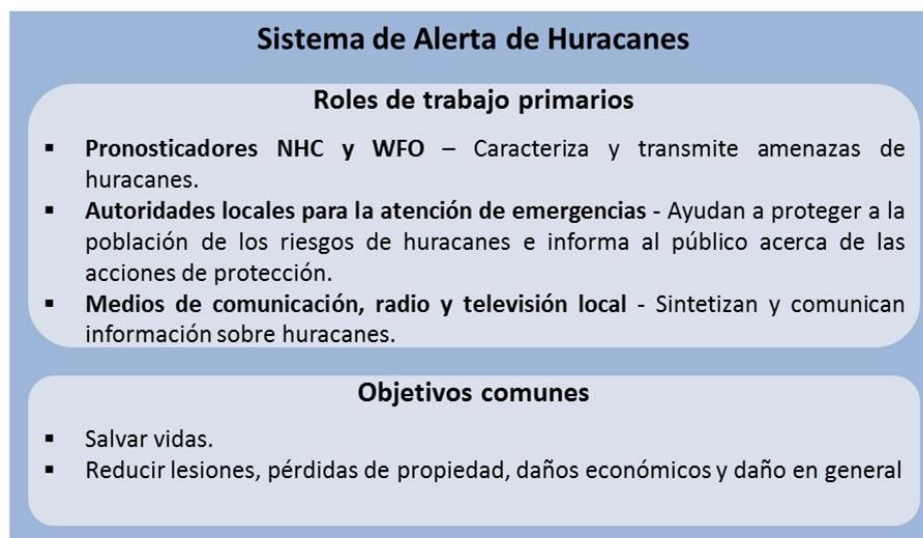 Sistema de Alerta de Huracanes
Roles de trabajo primarios
▪ Pronosticadores NHC y WFO – Caracteriza y transmite amenazas de
huracanes.
▪ Autoridades locales para la atención de emergencias - Ayudan a proteger a la
población de los riesgos de huracanes e informa al público acerca de las
acciones de protección.
▪ Medios de comunicación, radio y televisión local - Sintetizan y comunican
información sobre huracanes.
Objetivos comunes
▪ Salvar vidas.
▪ Reducir lesiones, pérdidas de propiedad, daños económicos y daño en general